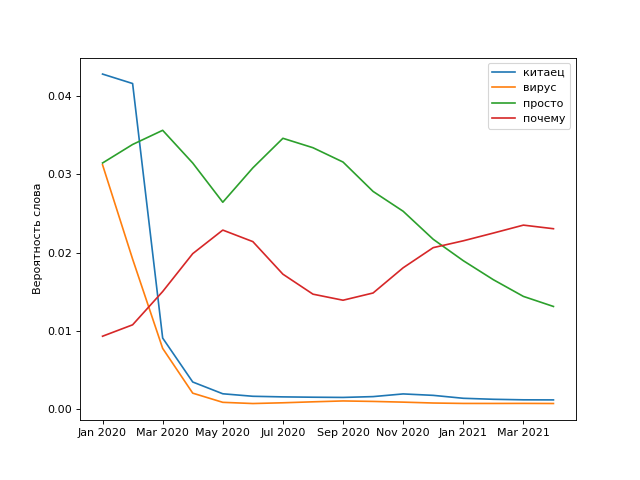 китаец
вирус
просто
почему
Вероятность слова
0.04
0.03
0.02
0.01
0.00
Jan 2020 Mar 2020 May 2020 Jul 2020 Sep 2020 Nov 2020 Jan 2021 Mar 2021